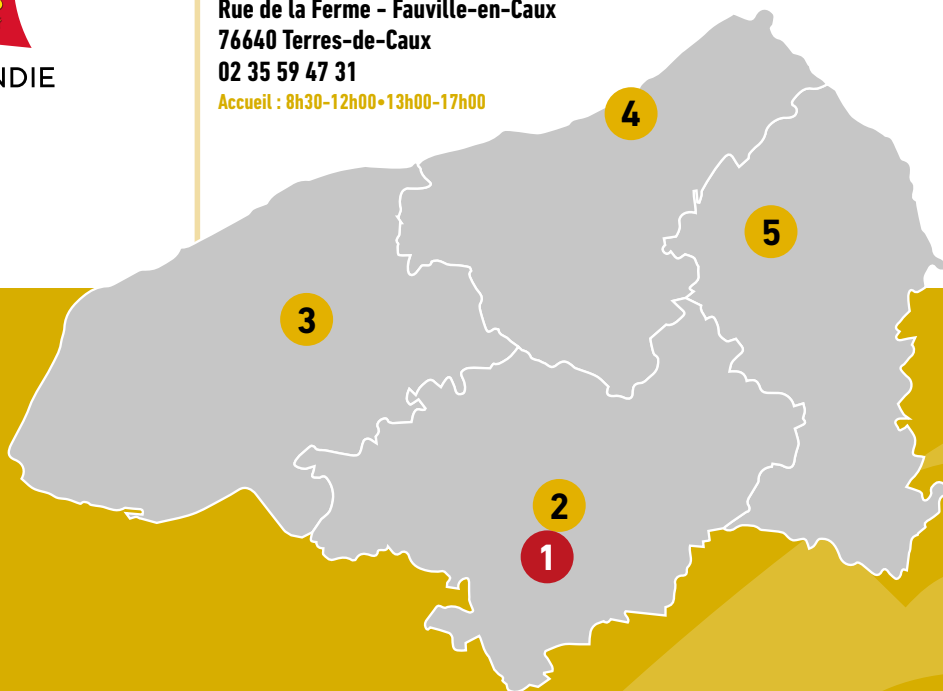 NDIE
Rue de la Ferme - Fauville-en-Caux
76640 Terres-de-Caux
02 35 59 47 31
Accueil : 8h30-12h00•13h00-17h00
4
5
3
2
1